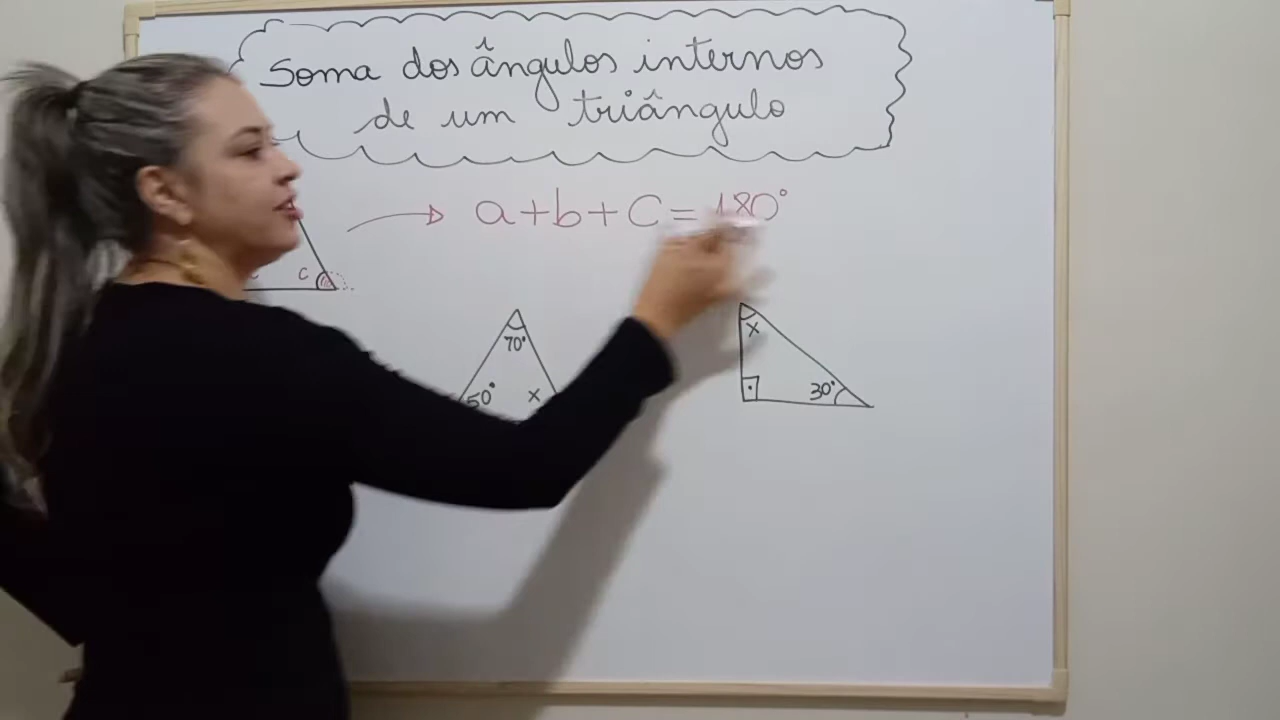 Soma dos ângulos internos
de um triângulo
a+b+c=180°
c
70°
50°
x
x
30°